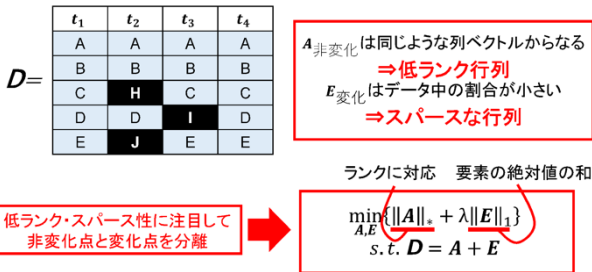 t₁ t₂ t₃ t₄
A A A A
B B B B
C H C C
D D I D
E J E E
D=
A非変化は同じような列ベクトルからなる
⇒低ランク行列
E変化はデータ中の割合が小さい
⇒スパースな行列
ランクに対応 要素の絶対値の和
低ランク・スパース性に注目して
非変化点と変化点を分離
min{‖A‖* + λ‖E‖₁}
A,E
s.t. D = A + E